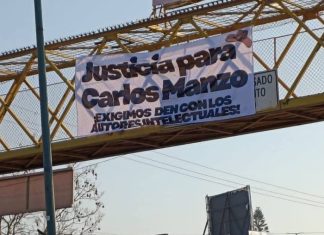 Justicia para
Carlos Manzo
¡EXIGIMOS DEN CON LOS
AUTORES INTELECTUALES!